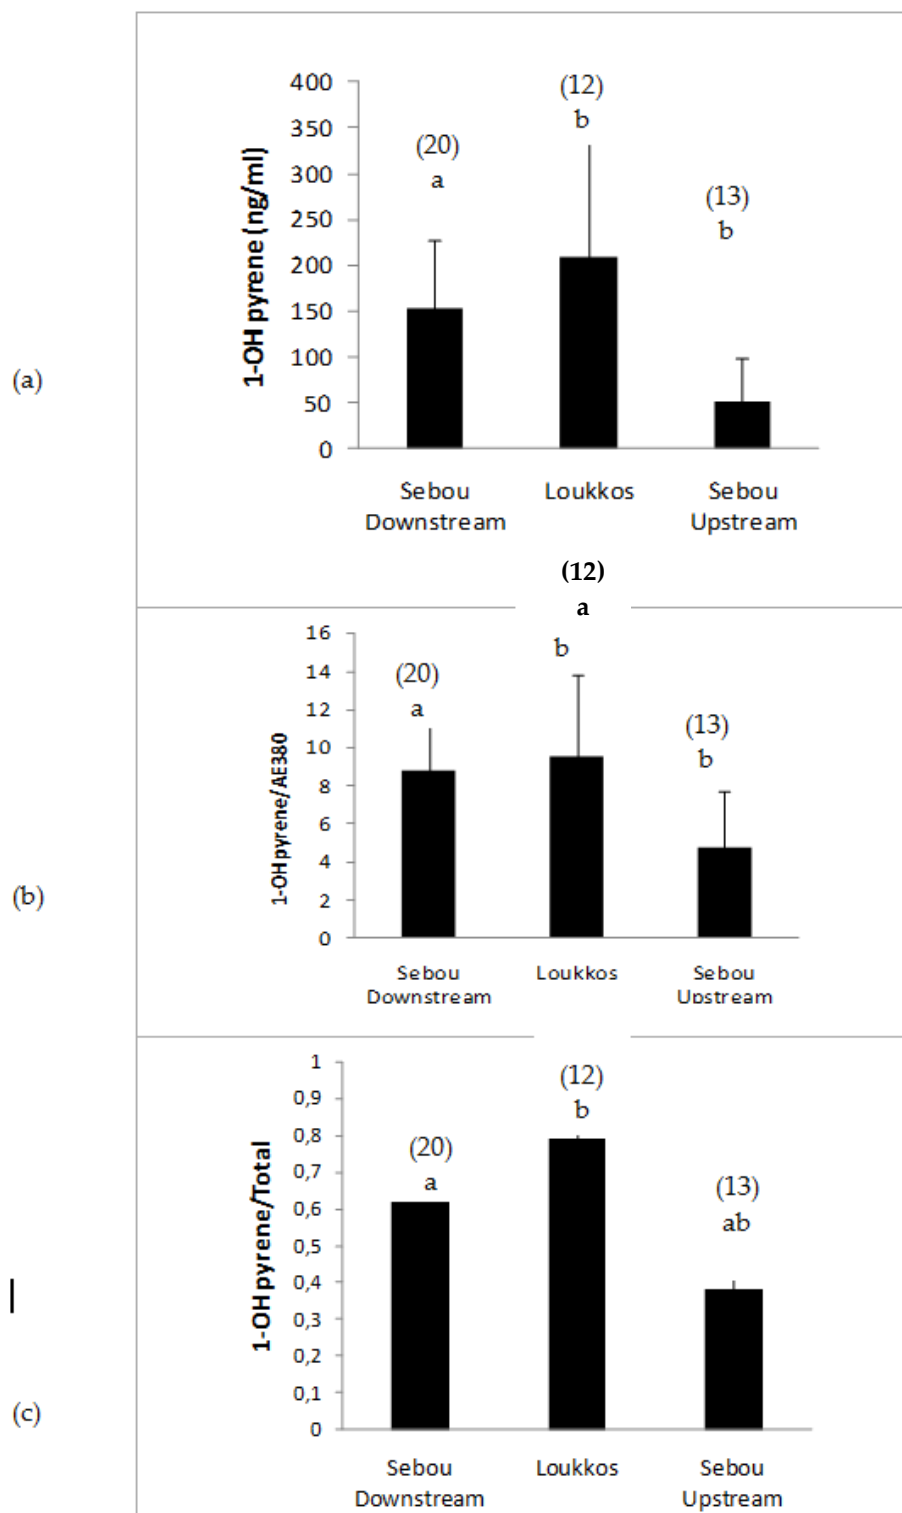 (a)
1-OH pyrene (ng/ml)
400
350
300
250
200
150
100
50
0
(20)
a
(12)
b
(13)
b
Sebou
Downstream
Loukkos
Sebou
Upstream
(12)
a
(b)
1-OH pyrene/AE380
16
14
12
10
8
6
4
2
0
(20)
a
b
(13)
b
Sebou
Downstream
Loukkos
Sebou
Upstream
(c)
1-OH pyrene/Total
1
0,9
0,8
0,7
0,6
0,5
0,4
0,3
0,2
0,1
0
(20)
a
(12)
b
(13)
ab
Sebou
Downstream
Loukkos
Sebou
Upstream